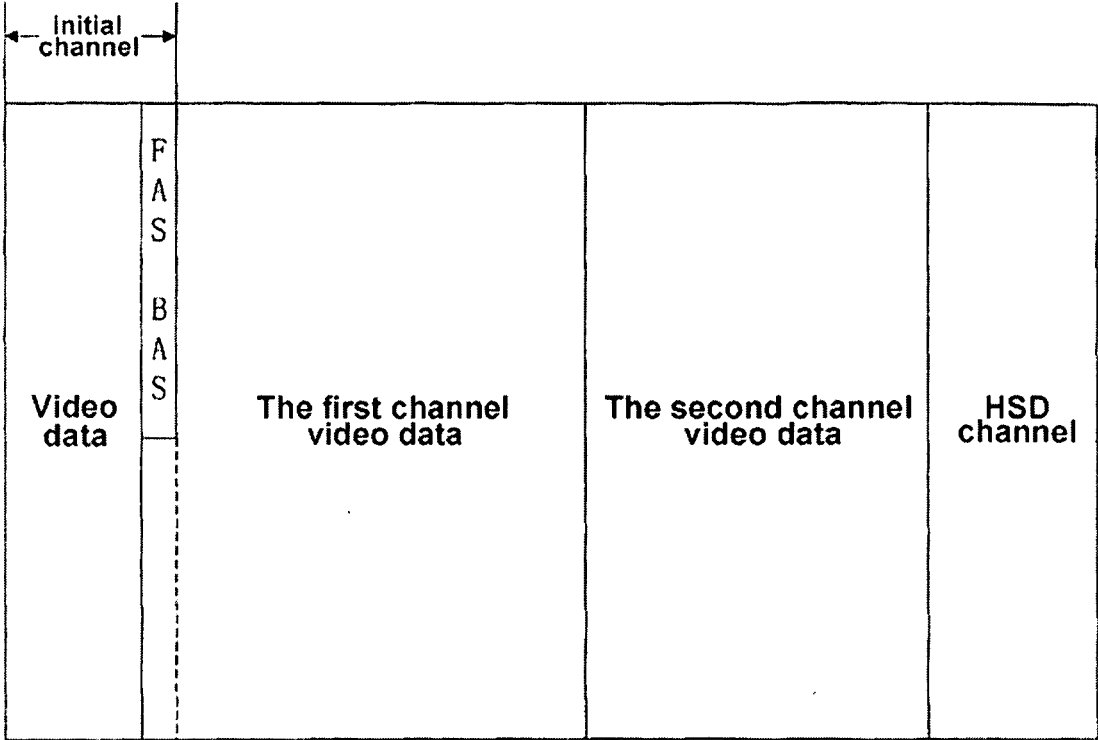 Initial
channel
F
A
S
B
A
S
Video
data
The first channel
video data
The second channel
video data
HSD
channel